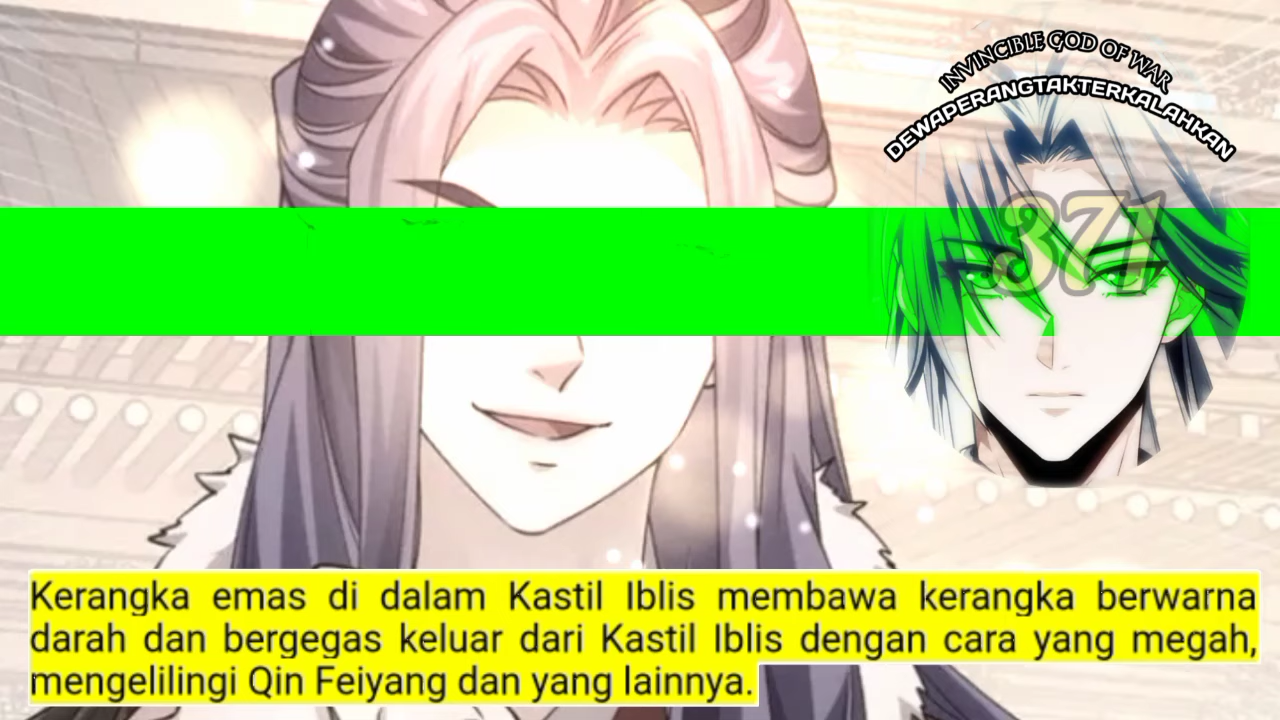 INVINCIBLE GOD OF WAR
DEWAPERANGTAKTERKALAHKAN
371
Kerangka emas di dalam Kastil Iblis membawa kerangka berwarna
darah dan bergegas keluar dari Kastil Iblis dengan cara yang megah,
mengelilingi Qin Feiyang dan yang lainnya.